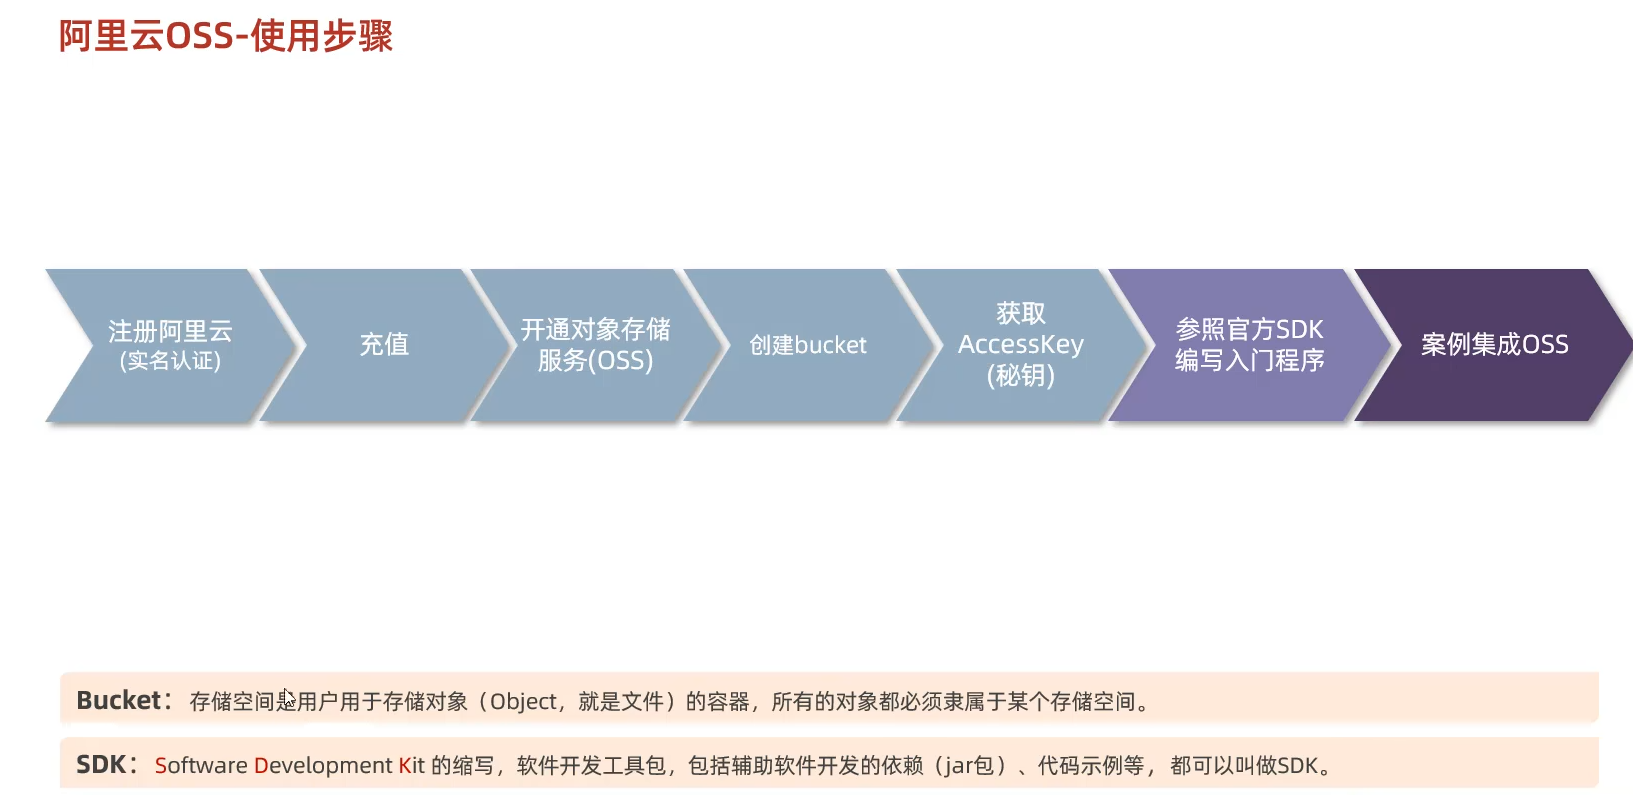 阿里云OSS-使用步骤
注册阿里云
(实名认证)
充值
开通对象存储
服务(OSS)
创建bucket
获取
AccessKey
(秘钥)
参照官方SDK
编写入门程序
案例集成OSS
Bucket：存储空间是用户用于存储对象（Object，就是文件）的容器，所有的对象都必须隶属于某个存储空间。
SDK：Software Development Kit 的缩写，软件开发工具包，包括辅助软件开发的依赖（jar包）、代码示例等，都可以叫做SDK。